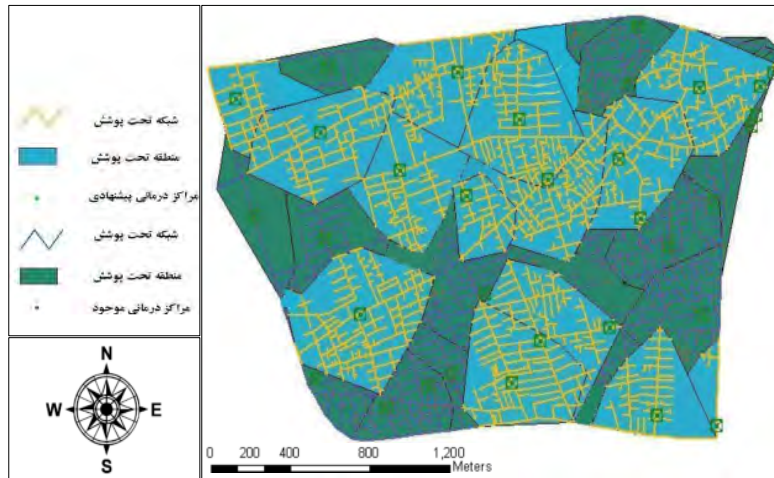 شبکه تحت پوشش
منطقه تحت پوشش
مراکز درمانی پیشنهادی
شبکه تحت پوشش
منطقه تحت پوشش
مراکز درمانی موجود
N
W E
S
0 200 400 800 1,200
Meters